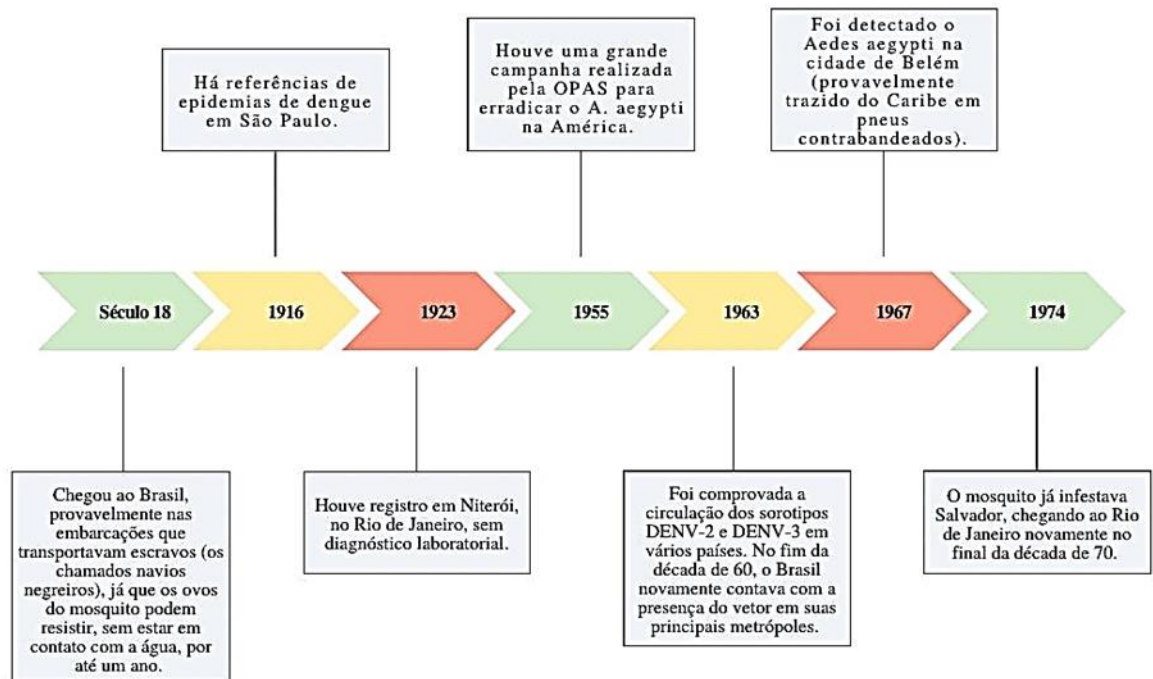 Há referências de
epidemias de dengue
em São Paulo.
Houve uma grande
campanha realizada
pela OPAS para
erradicar o A. aegypti
na América.
Foi detectado o
Aedes aegypti na
cidade de Belém
(provavelmente
trazido do Caribe em
pneus
contrabandeados).
Século 18
1916
1923
1955
1963
1967
1974
Chegou ao Brasil,
provavelmente nas
embarcações que
transportavam escravos (os
chamados navios
negreiros), já que os ovos
do mosquito podem
resistir, sem estar em
contato com a água, por
até um ano.
Houve registro em Niterói,
no Rio de Janeiro, sem
diagnóstico laboratorial.
Foi comprovada a
circulação dos sorotipos
DENV-2 e DENV-3 em
vários países. No fim da
década de 60, o Brasil
novamente contava com a
presença do vetor em suas
principais metrópoles.
O mosquito já infestava
Salvador, chegando ao Rio
de Janeiro novamente no
final da década de 70.